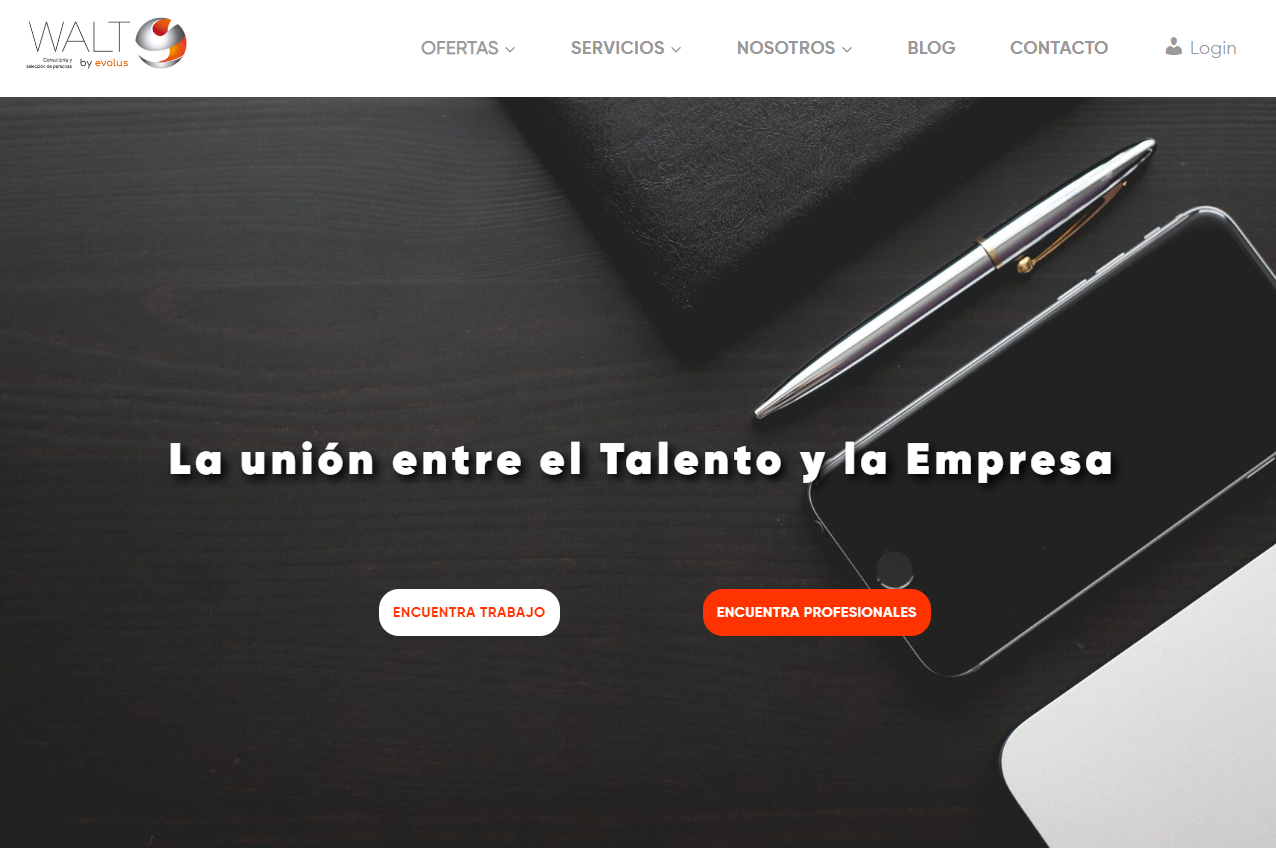 WALT
Consultoría y
selección de personas
by evolus
OFERTAS
SERVICIOS
NOSOTROS
BLOG
CONTACTO
Login
La unión entre el Talento y la Empresa
ENCUENTRA TRABAJO
ENCUENTRA PROFESIONALES